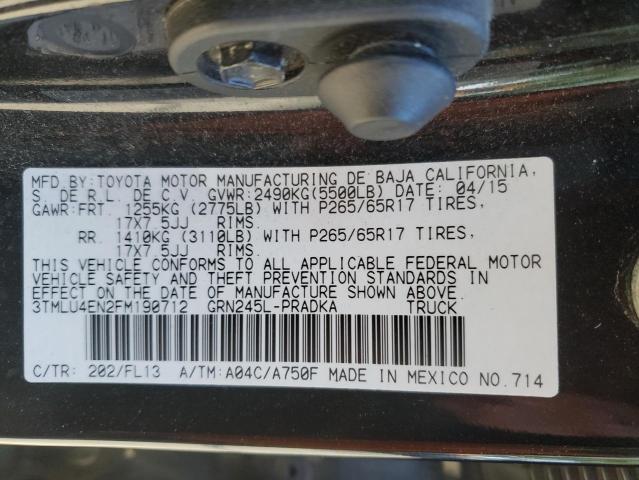 MFD.BY:TOYOTA MOTOR MANUFACTURING DE BAJA CALIFORNIA,
S. DE R.L. DE C.V. GVWR:2490KG(5500LB) DATE: 04/15
GAWR:FRT. 1255KG (2775LB) WITH P265/65R17 TIRES,
17X7.5JJ RIMS.
RR. 1410KG (3110LB) WITH P265/65R17 TIRES,
17X7.5JJ RIMS.
THIS VEHICLE CONFORMS TO ALL APPLICABLE FEDERAL MOTOR
VEHICLE SAFETY AND THEFT PREVENTION STANDARDS IN
EFFECT ON THE DATE OF MANUFACTURE SHOWN ABOVE.
3TMLU4EN2FM190712 GRN245L-PRADKA TRUCK
C/TR: 202/FL13 A/TM:A04C/A750F MADE IN MEXICO NO.714